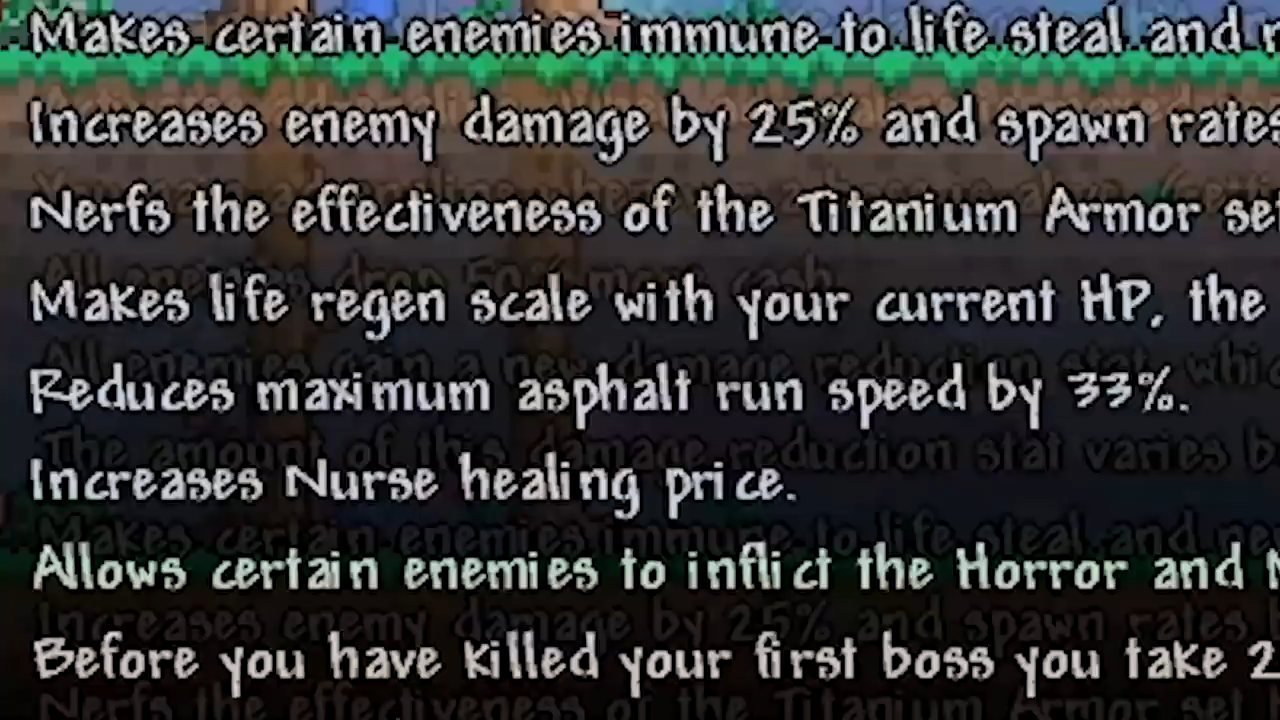 Makes certain enemies immune to life steal and
Increases enemy damage by 25% and spawn rates
Nerfs the effectiveness of the Titanium Armor set
Makes life regen scale with your current HP, the
Reduces maximum asphalt run speed by 33%.
Increases Nurse healing price.
Allows certain enemies to inflict the Horror and
Before you have killed your first boss you take 2